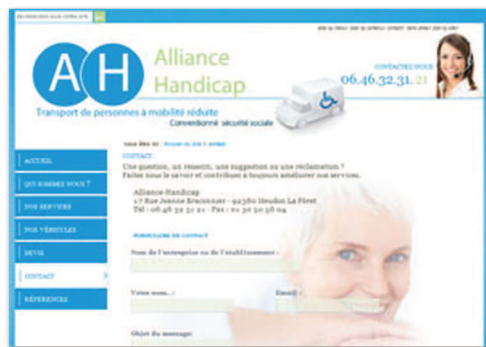 AH Alliance
Handicap
CONTACTEZ-NOUS
06.46.32.31.21
Transport de personnes à mobilité réduite
Conventionné sécurité sociale
ACCUEIL
QUI SOMMES NOUS ?
NOS SERVICES
NOS VÉHICULES
DEVIS
CONTACT
RÉFÉRENCES
CONTACT
Une question, un ressenti, une suggestion ou une réclamation ?
Faites nous le savoir et contribuez à toujours améliorer nos services.
Alliance-Handicap
17 Rue Jeanne Braconnier - 92360 Meudon La Fôret
Tél : 06 46 32 31 21 - Fax : 01 30 50 58 04
FORMULAIRE DE CONTACT
Nom de l'entreprise ou de l'établissement :
Votre nom.. :
Email :
Objet du message: